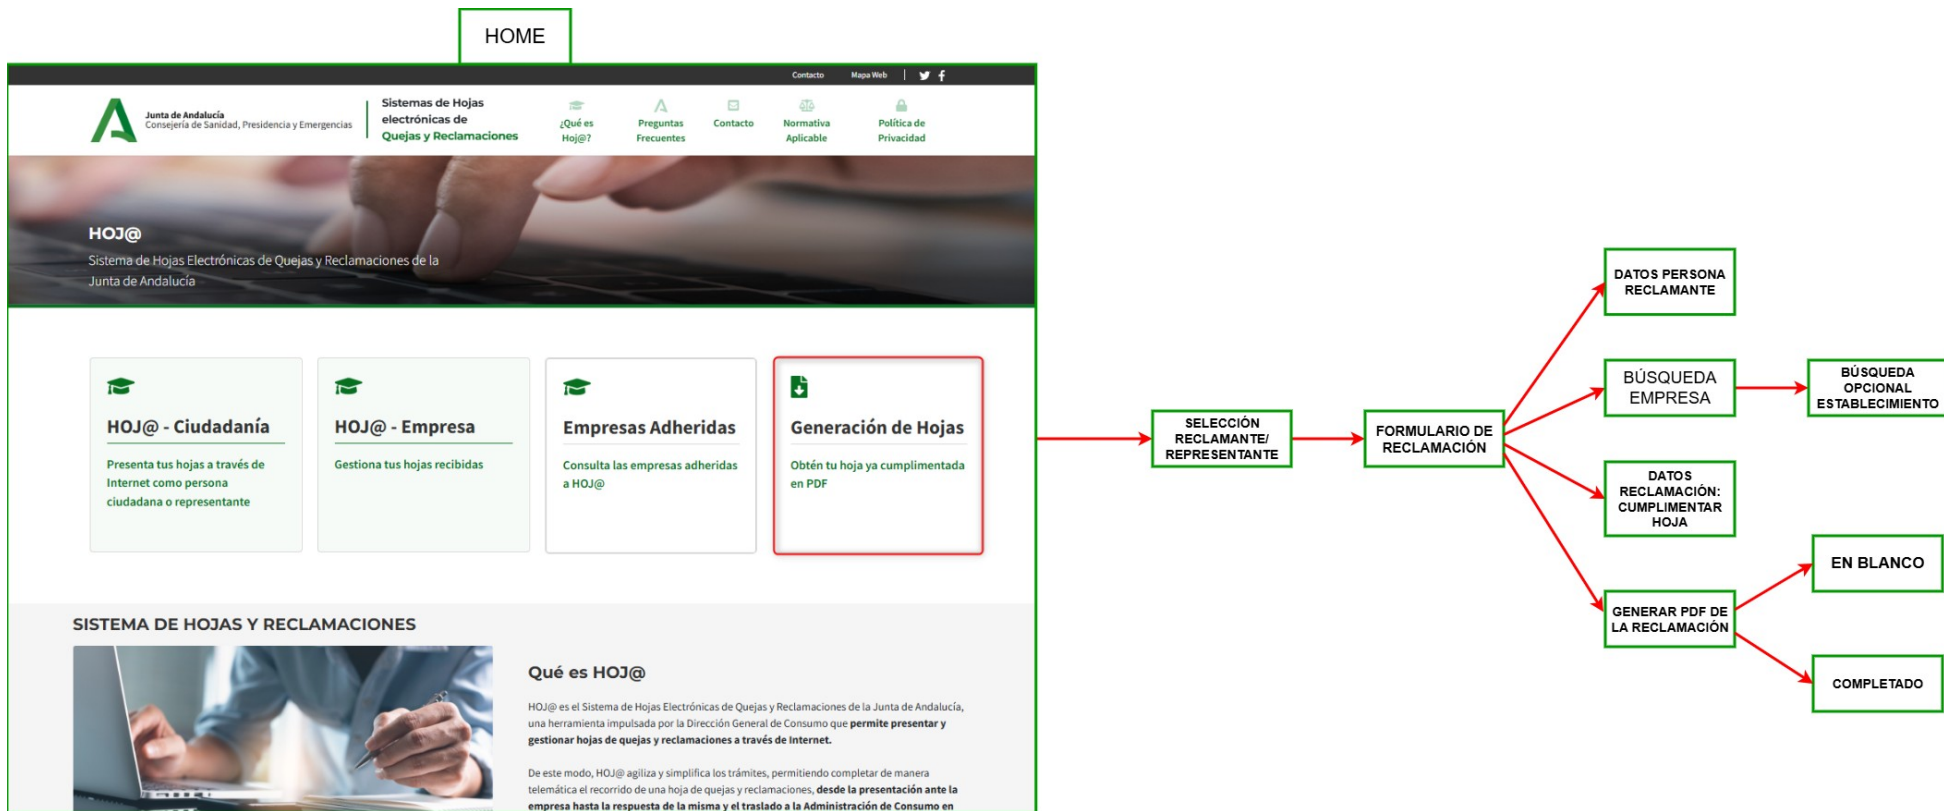 HOME
Contacto
Mapa Web
Junta de Andalucía
Consejería de Sanidad, Presidencia y Emergencias
Sistemas de Hojas
electrónicas de
Quejas y Reclamaciones
¿Qué es
Hoj@?
Preguntas
Frecuentes
Contacto
Normativa
Aplicable
Política de
Privacidad
HOJ@
Sistema de Hojas Electrónicas de Quejas y Reclamaciones de la
Junta de Andalucía
HOJ@ - Ciudadanía
Presenta tus hojas a través de
Internet como persona
ciudadana o representante
HOJ@ - Empresa
Gestiona tus hojas recibidas
Empresas Adheridas
Consulta las empresas adheridas
a HOJ@
Generación de Hojas
Obtén tu hoja ya cumplimentada
en PDF
SISTEMA DE HOJAS Y RECLAMACIONES
Qué es HOJ@
HOJ@ es el Sistema de Hojas Electrónicas de Quejas y Reclamaciones de la Junta de Andalucía,
una herramienta impulsada por la Dirección General de Consumo que permite presentar y
gestionar hojas de quejas y reclamaciones a través de Internet.
De este modo, HOJ@ agiliza y simplifica los trámites, permitiendo completar de manera
telemática el recorrido de una hoja de quejas y reclamaciones, desde la presentación ante la
empresa hasta la respuesta de la misma y el traslado a la Administración de Consumo en
SELECCIÓN
RECLAMANTE/
REPRESENTANTE
FORMULARIO DE
RECLAMACIÓN
DATOS PERSONA
RECLAMANTE
BÚSQUEDA
EMPRESA
BÚSQUEDA
OPCIONAL
ESTABLECIMIENTO
DATOS
RECLAMACIÓN:
CUMPLIMENTAR
HOJA
GENERAR PDF DE
LA RECLAMACIÓN
EN BLANCO
COMPLETADO